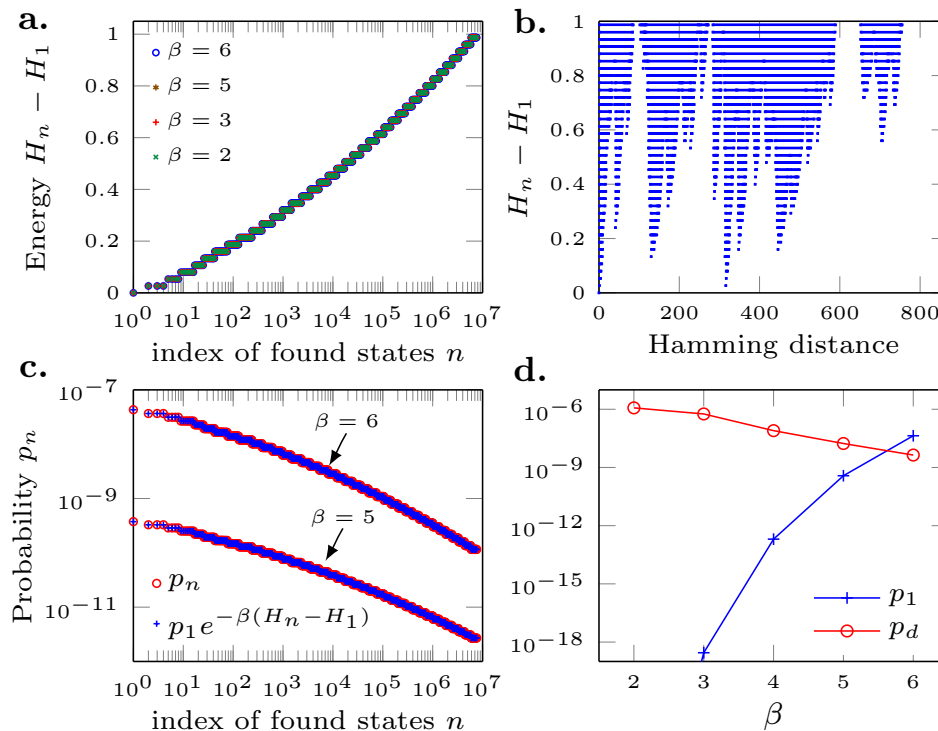 a.
Energy H_n − H_1
1
0.8
0.6
0.4
0.2
0
β = 6
β = 5
β = 3
β = 2
10^0 10^1 10^2 10^3 10^4 10^5 10^6 10^7
index of found states n
b.
H_n − H_1
1
0.8
0.6
0.4
0.2
0
0 200 400 600 800
Hamming distance
c.
Probability p_n
10^−7
10^−9
10^−11
β = 6
β = 5
p_n
p_1 e^−β(H_n−H_1)
10^0 10^1 10^2 10^3 10^4 10^5 10^6 10^7
index of found states n
d.
10^−6
10^−9
10^−12
10^−15
10^−18
p_1
p_d
2 3 4 5 6
β